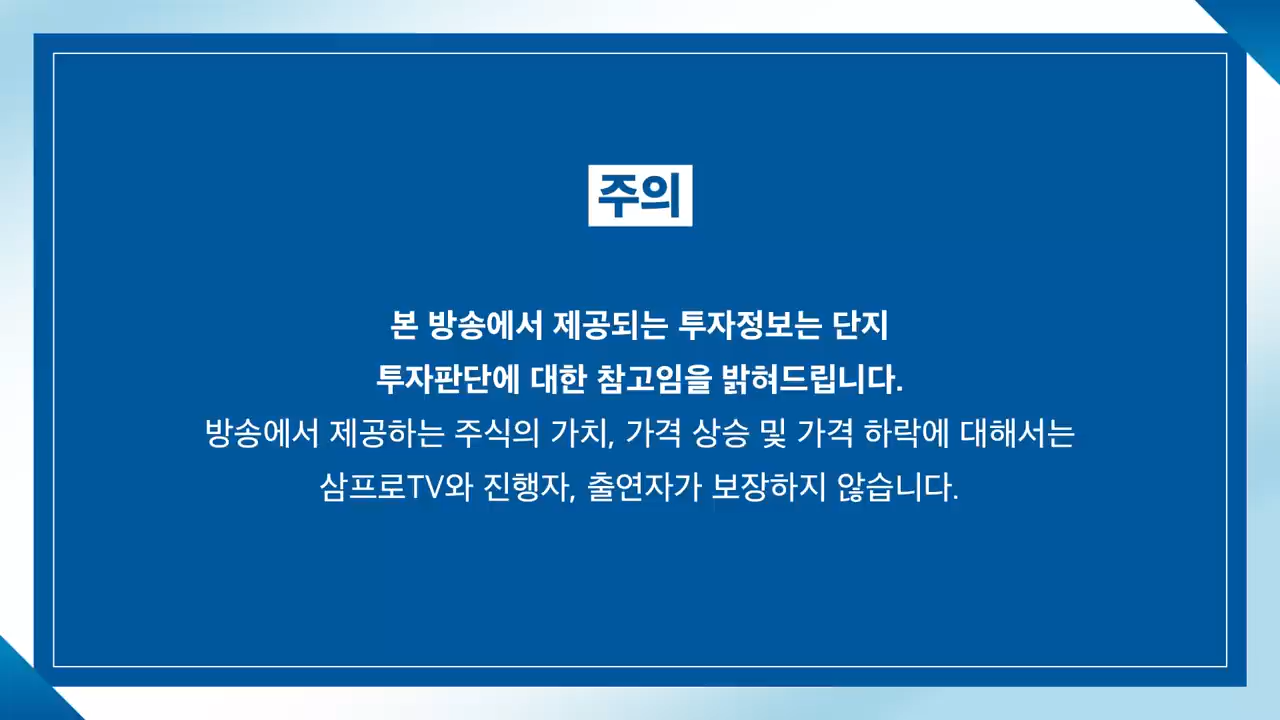 주의
본 방송에서 제공되는 투자정보는 단지
투자판단에 대한 참고임을 밝혀드립니다.
방송에서 제공하는 주식의 가치, 가격 상승 및 가격 하락에 대해서는
삼프로TV와 진행자, 출연자가 보장하지 않습니다.